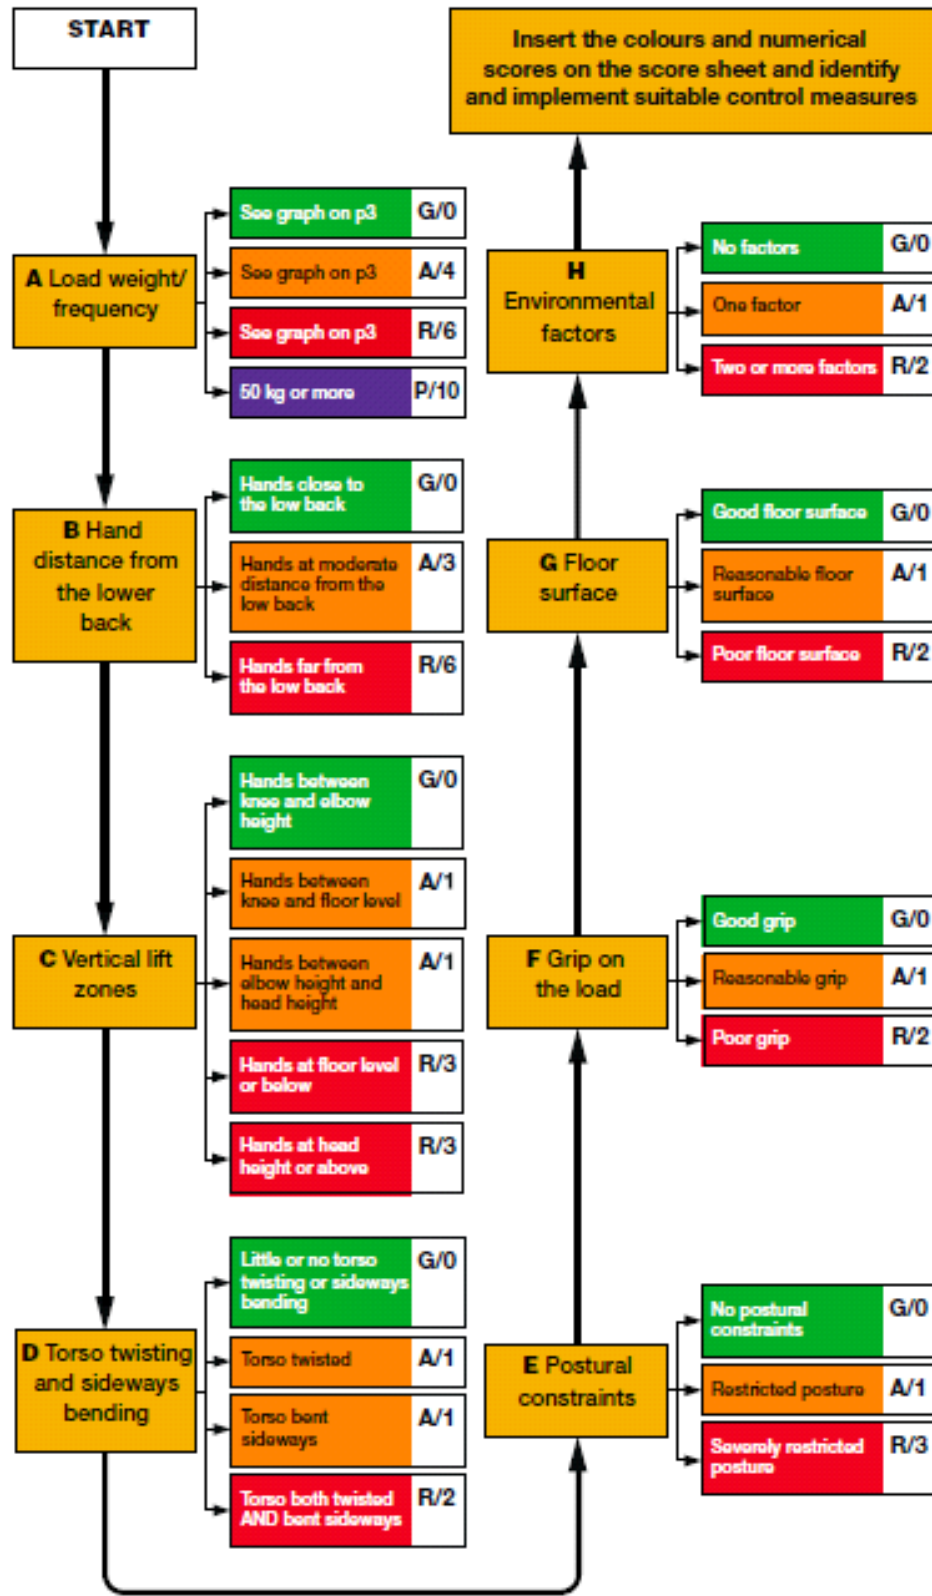 START
A Load weight/
frequency
See graph on p3 G/0
See graph on p3 A/4
See graph on p3 R/6
50 kg or more P/10
B Hand
distance from
the lower
back
Hands close to
the low back
G/0
Hands at moderate
distance from the
low back
A/3
Hands far from
the low back
R/6
C Vertical lift
zones
Hands between
knee and elbow
height
G/0
Hands between
knee and floor level
A/1
Hands between
elbow height and
head height
A/1
Hands at floor level
or below
R/3
Hands at head
height or above
R/3
D Torso twisting
and sideways
bending
Little or no torso
twisting or sideways
bending
G/0
Torso twisted A/1
Torso bent
sideways
A/1
Torso both twisted
AND bent sideways
R/2
E Postural
constraints
No postural
constraints
G/0
Restricted posture A/1
Severely restricted
posture
R/3
F Grip on
the load
Good grip G/0
Reasonable grip A/1
Poor grip R/2
G Floor
surface
Good floor surface G/0
Reasonable floor
surface
A/1
Poor floor surface R/2
H
Environmental
factors
No factors G/0
One factor A/1
Two or more factors R/2
Insert the colours and numerical
scores on the score sheet and identify
and implement suitable control measures